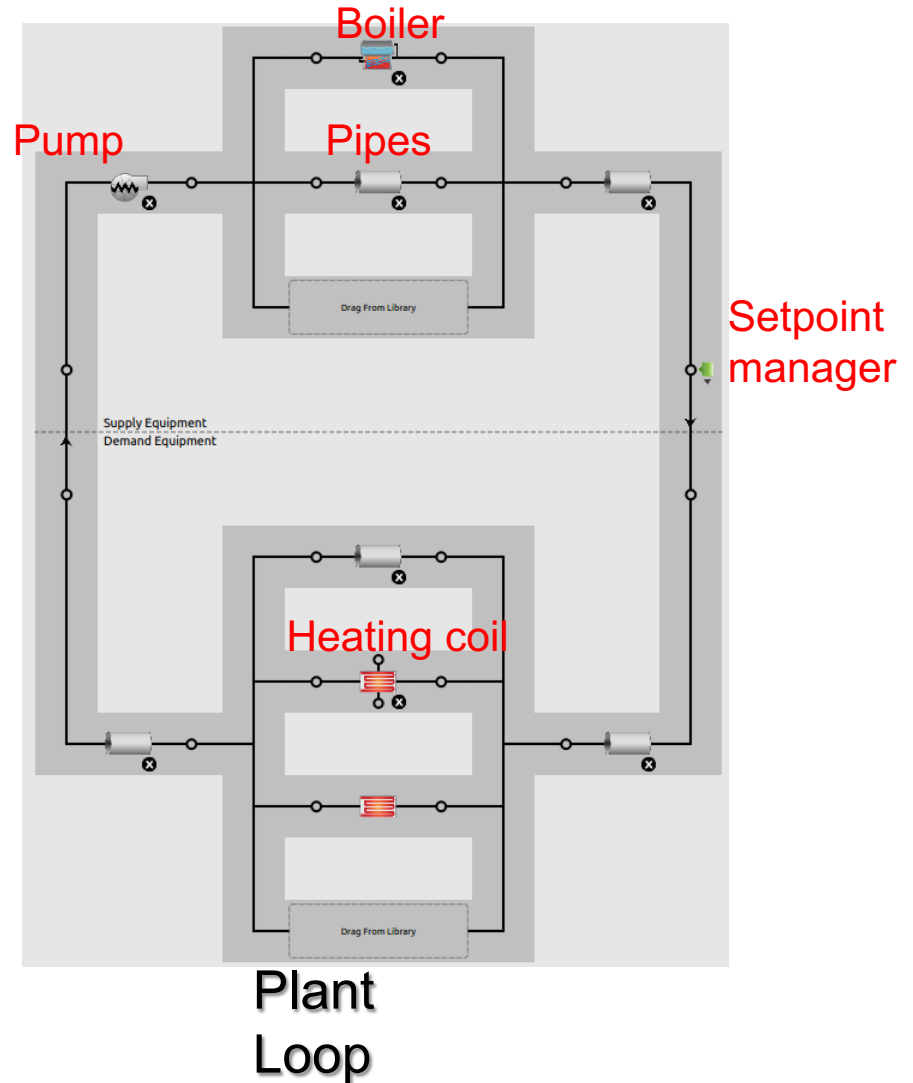 Boiler
Pump
Pipes
Drag From Library
Setpoint
manager
Supply Equipment
Demand Equipment
Heating coil
Drag From Library
Plant
Loop